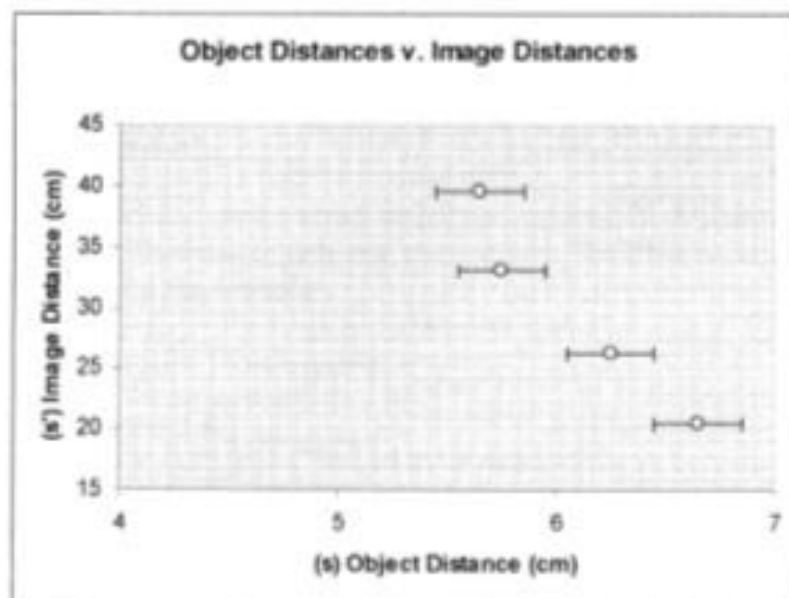 Object Distances v. Image Distances
(s') Image Distance (cm)
45
40
35
30
25
20
15
4 5 6 7
(s) Object Distance (cm)